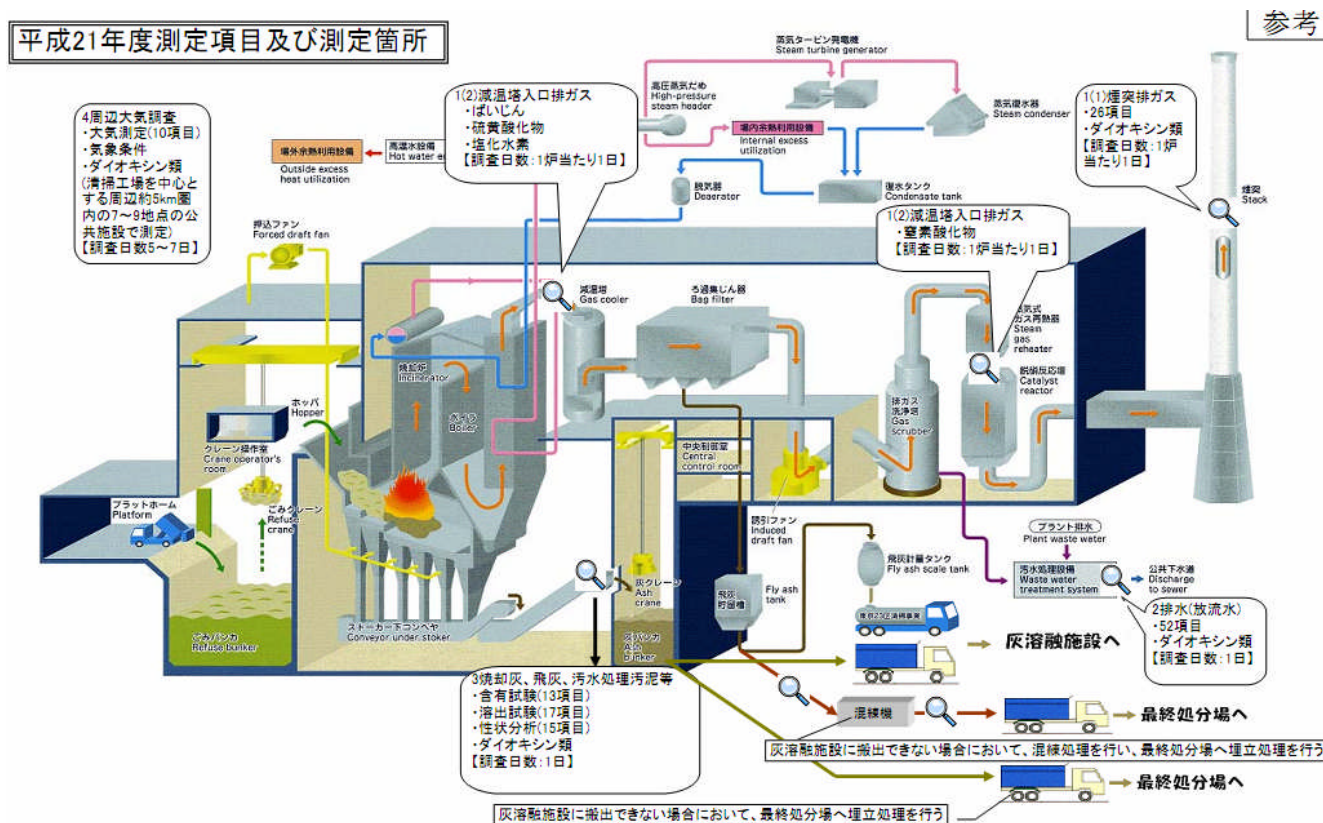 平成21年度測定項目及び測定箇所
参考
4周辺大気調査
・大気測定(10項目)
・気象条件
・ダイオキシン類
(清掃工場を中心と
する周辺約5km圏
内の7～9地点の公
共施設で測定)
【調査日数5～7日】
場外余熱利用設備
Outside excess
heat utilization
高温水設備
Hot water
1(2)減温塔入口排ガス
・ばいじん
・硫黄酸化物
・塩化水素
【調査日数:1炉当たり1日】
高圧蒸気だめ
High-pressure
steam header
蒸気タービン発電機
Steam turbine generator
場内余熱利用設備
Internal excess
utilization
蒸気復水器
Steam condenser
脱気器
Deaerator
復水タンク
Condensate tank
1(1)煙突排ガス
・26項目
・ダイオキシン類
【調査日数:1炉
当たり1日】
煙突
Stack
1(2)減温塔入口排ガス
・窒素酸化物
【調査日数:1炉当たり1日】
押込ファン
Forced draft fan
減温塔
Gas cooler
ろ過集じん器
Bag filter
ガス再熱器
Steam
gas
reheater
脱硝反応塔
Catalyst
reactor
焼却炉
Incinerator
ボイラ
Boiler
ホッパ
Hopper
クレーン操作室
Crane operator's
room
プラットホーム
Platform
ごみクレーン
Refuse
crane
ごみバンカ
Refuse bunker
ストーカー下コンベヤ
Conveyor under stoker
灰クレーン
Ash
crane
灰バンカ
Ash
bunker
中央制御室
Central
control room
誘引ファン
Induced
draft fan
排ガス
洗浄塔
Gas
scrubber
飛灰
貯留槽
Fly ash
tank
飛灰計量タンク
Fly ash scale tank
プラント排水
Plant waste water
汚水処理設備
Waste water
treatment system
公共下水道
Discharge
to sewer
2排水(放流水)
・52項目
・ダイオキシン類
【調査日数:1日】
灰溶融施設へ
3焼却灰、飛灰、汚水処理汚泥等
・含有試験(13項目)
・溶出試験(17項目)
・性状分析(15項目)
・ダイオキシン類
【調査日数:1日】
混練機
最終処分場へ
灰溶融施設に搬出できない場合において、混練処理を行い、最終処分場へ埋立処理を行う
最終処分場へ
灰溶融施設に搬出できない場合において、最終処分場へ埋立処理を行う